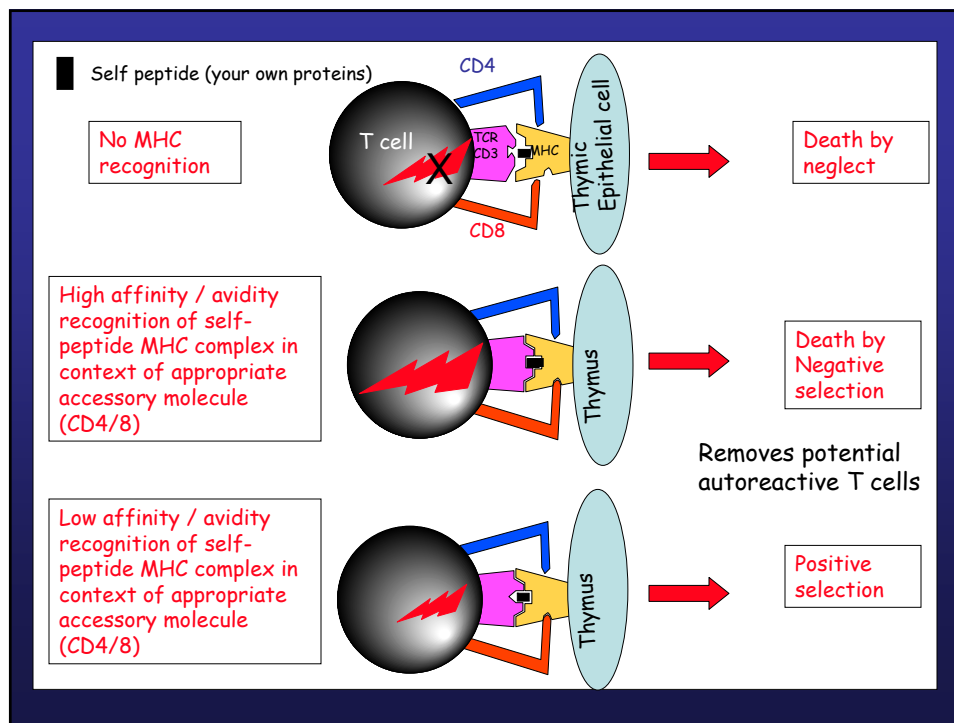 Self peptide (your own proteins)
CD4
No MHC
recognition
T cell
TCR
CD3
MHC
Thymic
Epithelial cell
Death by
neglect
CD8
High affinity / avidity
recognition of self-
peptide MHC complex in
context of appropriate
accessory molecule
(CD4/8)
Thymus
Death by
Negative
selection
Removes potential
autoreactive T cells
Low affinity / avidity
recognition of self-
peptide MHC complex in
context of appropriate
accessory molecule
(CD4/8)
Thymus
Positive
selection